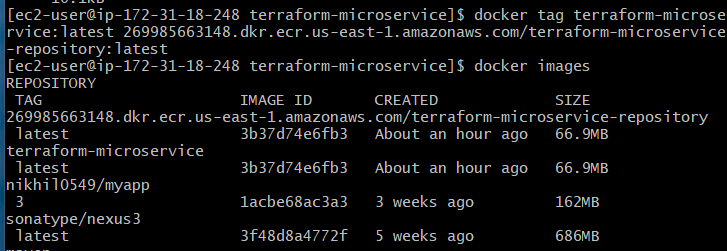 [ec2-user@ip-172-31-18-248 terraform-microservice]$ docker tag terraform-microse
rvice:latest 269985663148.dkr.ecr.us-east-1.amazonaws.com/terraform-microservice
-repository:latest
[ec2-user@ip-172-31-18-248 terraform-microservice]$ docker images
REPOSITORY
TAG IMAGE ID CREATED SIZE
269985663148.dkr.ecr.us-east-1.amazonaws.com/terraform-microservice-repository
latest 3b37d74e6fb3 About an hour ago 66.9MB
terraform-microservice
latest 3b37d74e6fb3 About an hour ago 66.9MB
nikhil0549/myapp
3 1acbe68ac3a3 3 weeks ago 162MB
sonatype/nexus3
latest 3f48d8a4772f 5 weeks ago 686MB